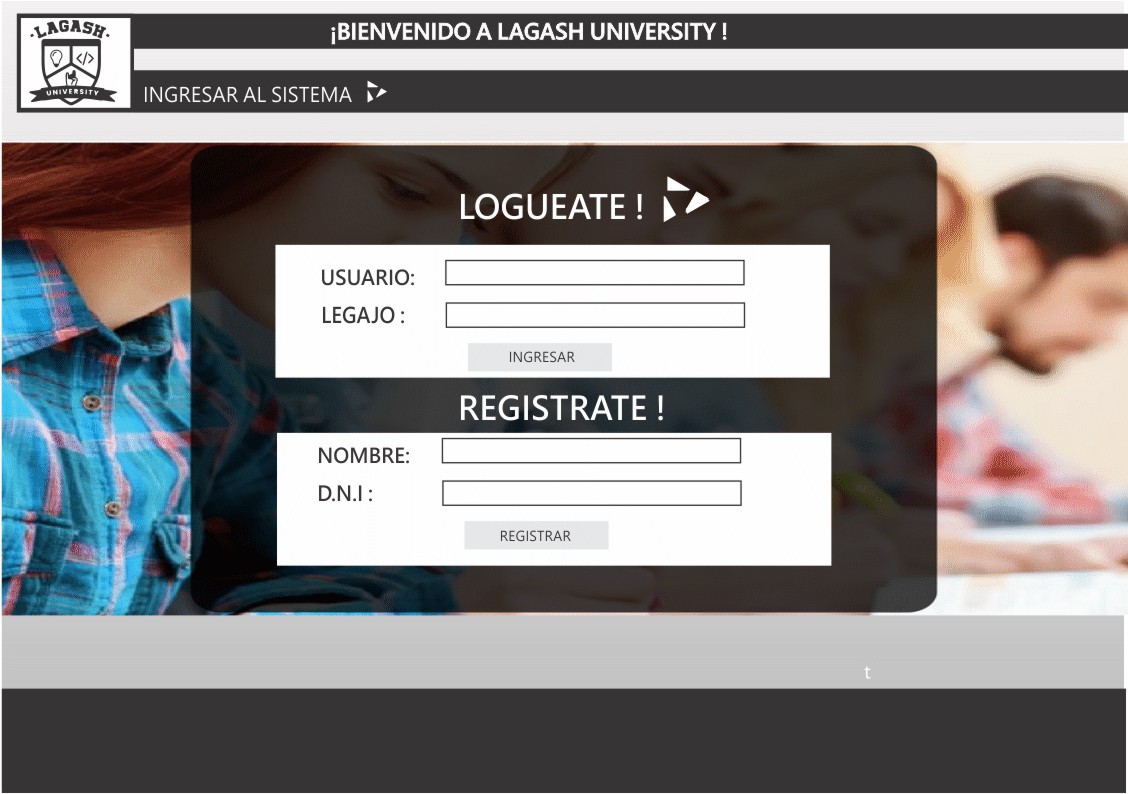 ·LAGASH·
</>
UNIVERSITY
¡BIENVENIDO A LAGASH UNIVERSITY !
INGRESAR AL SISTEMA
LOGUEATE !
USUARIO:
LEGAJO :
INGRESAR
REGISTRATE !
NOMBRE:
D.N.I :
REGISTRAR
t